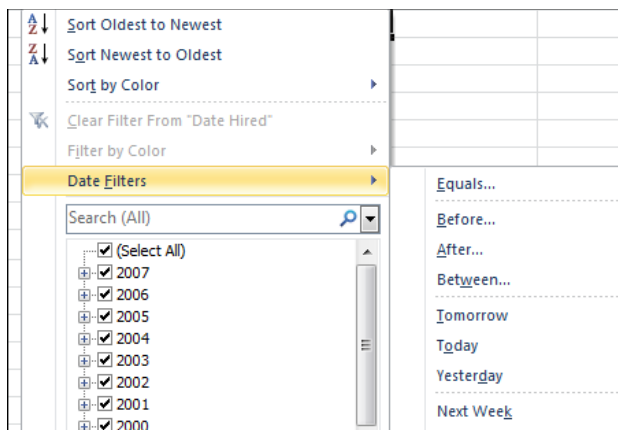 Sort Oldest to Newest
Sort Newest to Oldest
Sort by Color
Clear Filter From "Date Hired"
Filter by Color
Date Filters
Search (All)
(Select All)
2007
2006
2005
2004
2003
2002
2001
2000
Equals...
Before...
After...
Between...
Tomorrow
Today
Yesterday
Next Week